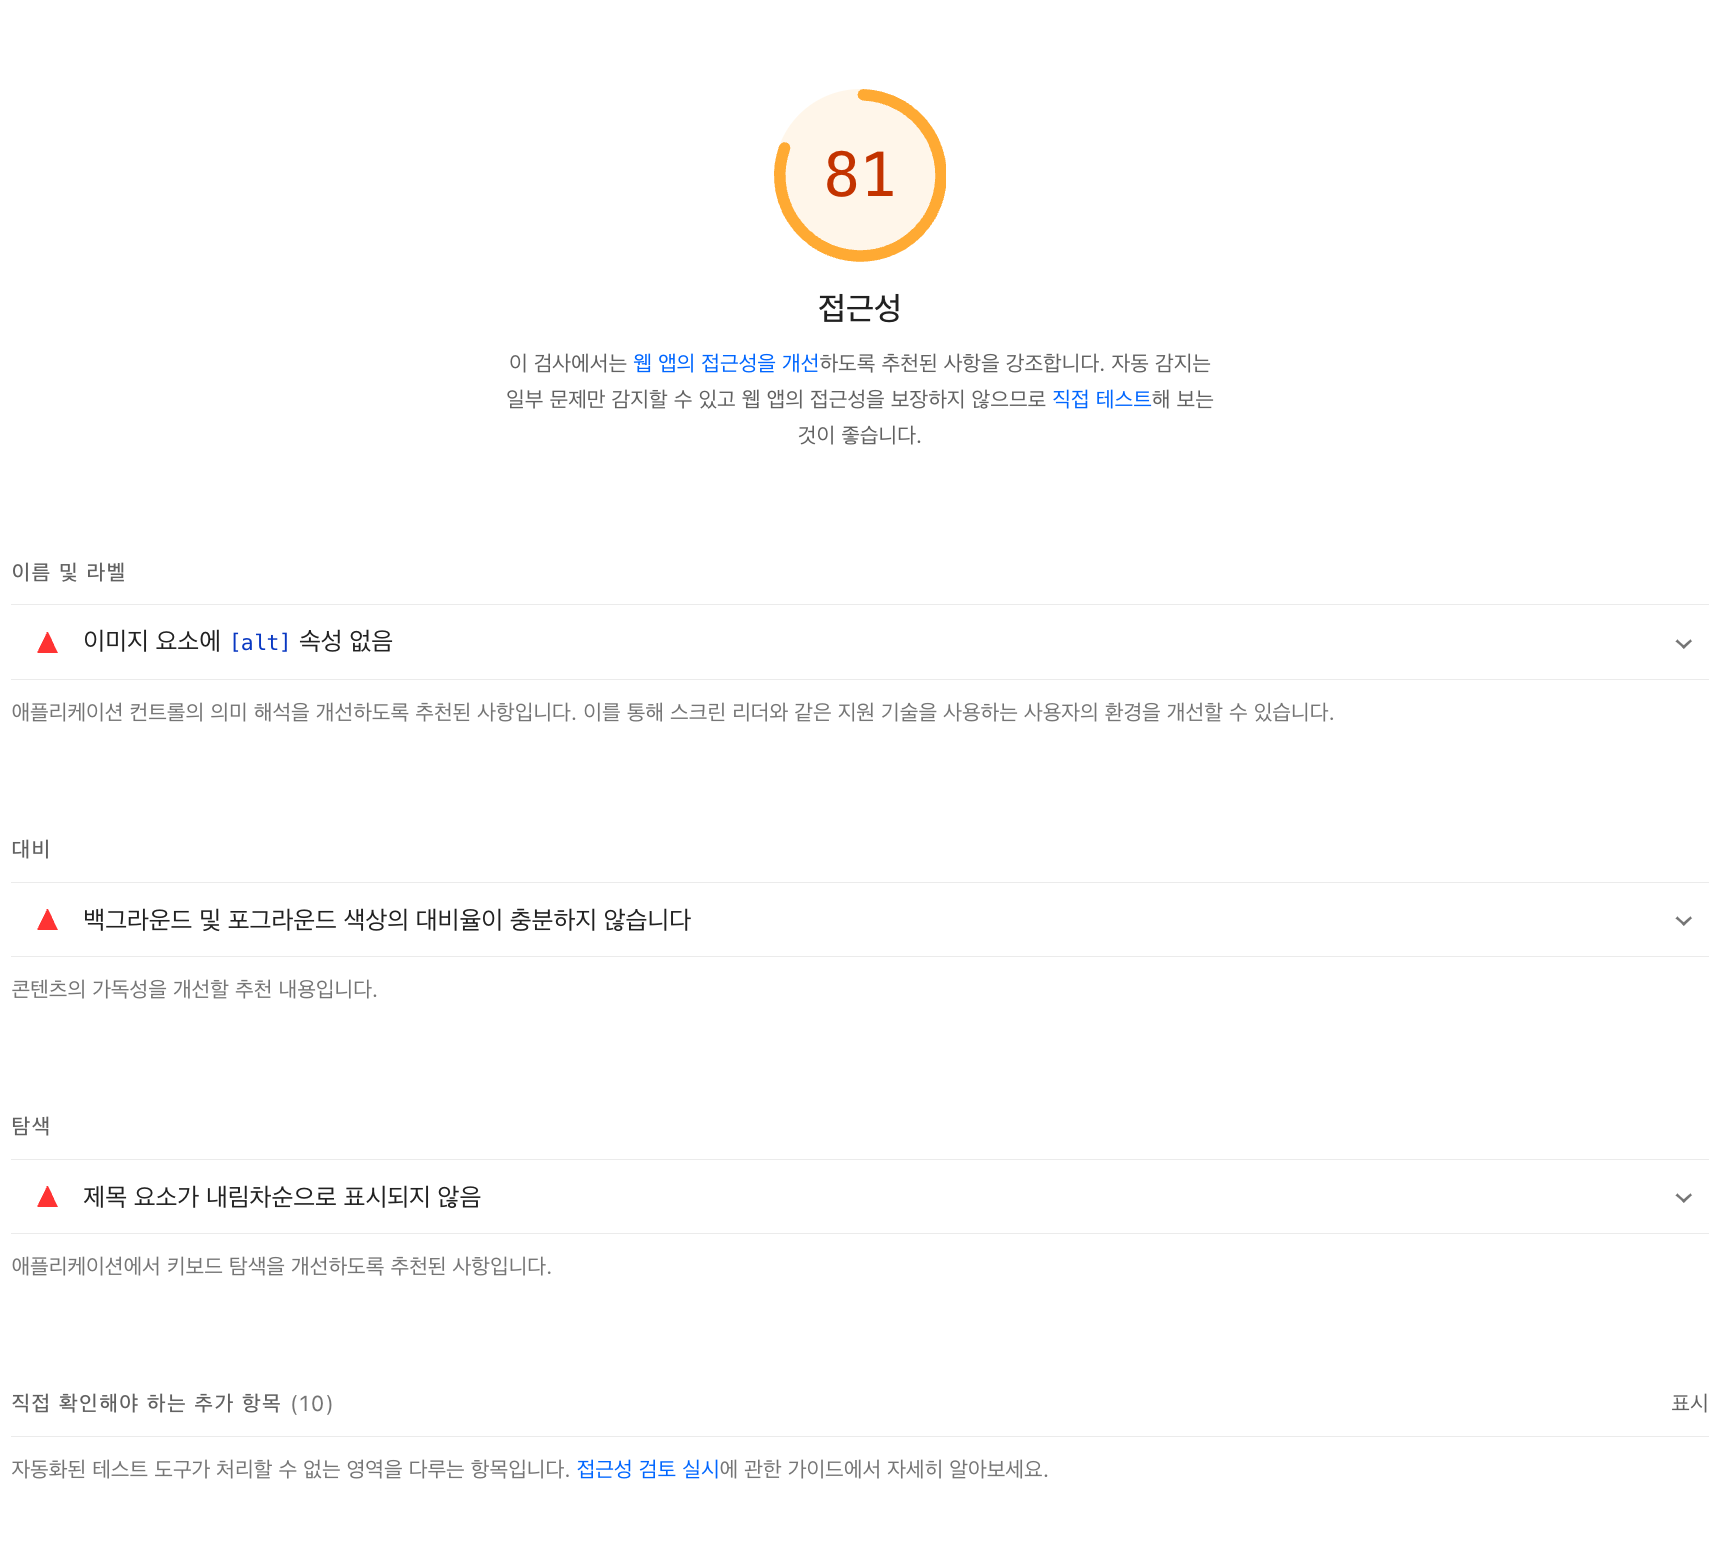 81
접근성
이 검사에서는 웹 앱의 접근성을 개선하도록 추천된 사항을 강조합니다. 자동 감지는
일부 문제만 감지할 수 있고 웹 앱의 접근성을 보장하지 않으므로 직접 테스트해 보는
것이 좋습니다.
이름 및 라벨
이미지 요소에 [alt] 속성 없음
애플리케이션 컨트롤의 의미 해석을 개선하도록 추천된 사항입니다. 이를 통해 스크린 리더와 같은 지원 기술을 사용하는 사용자의 환경을 개선할 수 있습니다.
대비
백그라운드 및 포그라운드 색상의 대비율이 충분하지 않습니다
콘텐츠의 가독성을 개선할 추천 내용입니다.
탐색
제목 요소가 내림차순으로 표시되지 않음
애플리케이션에서 키보드 탐색을 개선하도록 추천된 사항입니다.
직접 확인해야 하는 추가 항목 (10) 표시
자동화된 테스트 도구가 처리할 수 없는 영역을 다루는 항목입니다. 접근성 검토 실시에 관한 가이드에서 자세히 알아보세요.